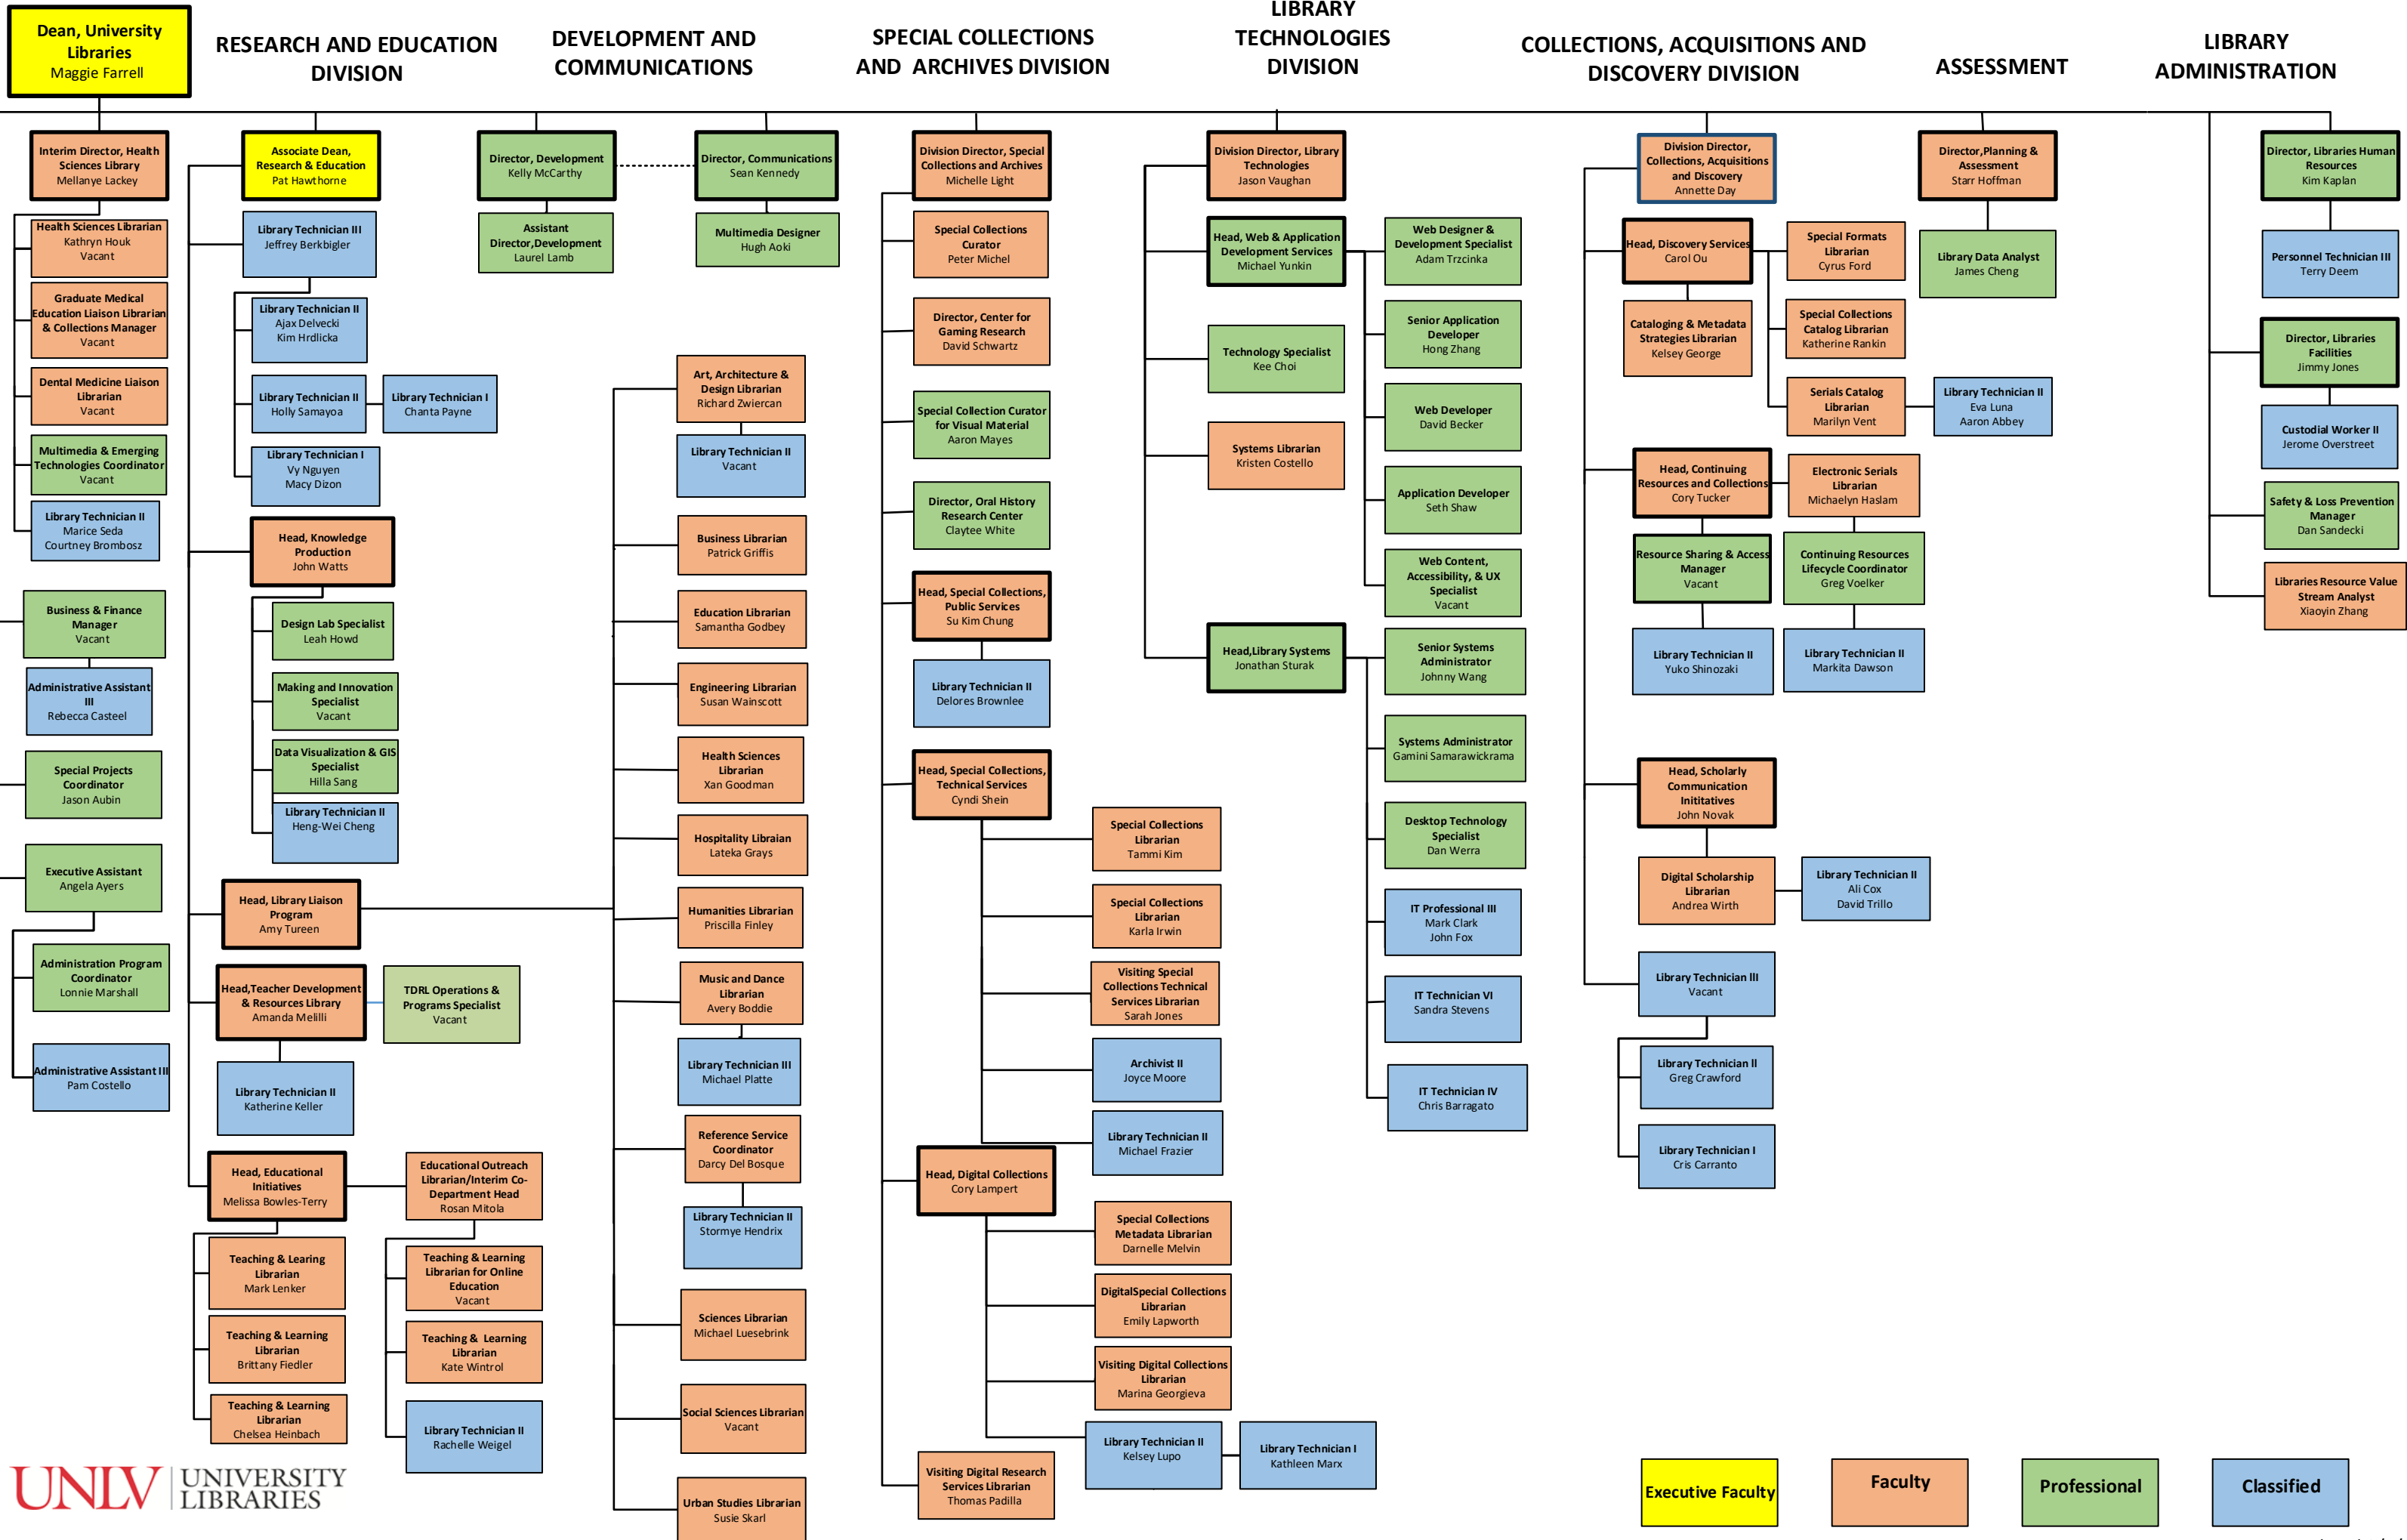 Dean, University
Libraries
Maggie Farrell
RESEARCH AND EDUCATION
DIVISION
DEVELOPMENT AND
COMMUNICATIONS
SPECIAL COLLECTIONS
AND ARCHIVES DIVISION
LIBRARY
TECHNOLOGIES
DIVISION
COLLECTIONS, ACQUISITIONS AND
DISCOVERY DIVISION
ASSESSMENT
LIBRARY
ADMINISTRATION
Interim Director, Health
Sciences Library
Mellanye Lackey
Health Sciences Librarian
Kathryn Houk
Vacant
Graduate Medical
Education Liaison Librarian
& Collections Manager
Vacant
Dental Medicine Liaison
Librarian
Vacant
Multimedia & Emerging
Technologies Coordinator
Vacant
Library Technician II
Marice Seda
Courtney Brombosz
Business & Finance
Manager
Vacant
Administrative Assistant
III
Rebecca Casteel
Special Projects
Coordinator
Jason Aubin
Executive Assistant
Angela Ayers
Administration Program
Coordinator
Lonnie Marshall
Administrative Assistant III
Pam Costello
Associate Dean,
Research & Education
Pat Hawthorne
Library Technician III
Jeffrey Berkbigler
Library Technician II
Ajax Delvecki
Kim Hrdlicka
Library Technician II
Holly Samayoa
Library Technician I
Chanta Payne
Library Technician I
Vy Nguyen
Macy Dizon
Head, Knowledge
Production
John Watts
Design Lab Specialist
Leah Howd
Making and Innovation
Specialist
Vacant
Data Visualization & GIS
Specialist
Hilla Sang
Library Technician II
Heng-Wei Cheng
Head, Library Liaison
Program
Amy Tureen
Head,Teacher Development
& Resources Library
Amanda Melilli
TDRL Operations &
Programs Specialist
Vacant
Library Technician II
Katherine Keller
Head, Educational
Initiatives
Melissa Bowles-Terry
Educational Outreach
Librarian/Interim Co-
Department Head
Rosan Mitola
Teaching & Learing
Librarian
Mark Lenker
Teaching & Learning
Librarian
Brittany Fiedler
Teaching & Learning
Librarian
Chelsea Heinbach
Teaching & Learning
Librarian for Online
Education
Vacant
Teaching & Learning
Librarian
Kate Wintrol
Library Technician II
Rachelle Weigel
Director, Development
Kelly McCarthy
Assistant
Director,Development
Laurel Lamb
Director, Communications
Sean Kennedy
Multimedia Designer
Hugh Aoki
Art, Architecture &
Design Librarian
Richard Zwiercan
Library Technician II
Vacant
Business Librarian
Patrick Griffis
Education Librarian
Samantha Godbey
Engineering Librarian
Susan Wainscott
Health Sciences
Librarian
Xan Goodman
Hospitality Libraian
Lateka Grays
Humanities Librarian
Priscilla Finley
Music and Dance
Librarian
Avery Boddie
Library Technician III
Michael Platte
Reference Service
Coordinator
Darcy Del Bosque
Library Technician II
Stormye Hendrix
Sciences Librarian
Michael Luesebrink
Social Sciences Librarian
Vacant
Urban Studies Librarian
Susie Skarl
Division Director, Special
Collections and Archives
Michelle Light
Special Collections
Curator
Peter Michel
Director, Center for
Gaming Research
David Schwartz
Special Collection Curator
for Visual Material
Aaron Mayes
Director, Oral History
Research Center
Claytee White
Head, Special Collections,
Public Services
Su Kim Chung
Library Technician II
Delores Brownlee
Head, Special Collections,
Technical Services
Cyndi Shein
Special Collections
Librarian
Tammi Kim
Special Collections
Librarian
Karla Irwin
Visiting Special
Collections Technical
Services Librarian
Sarah Jones
Archivist II
Joyce Moore
Library Technician II
Michael Frazier
Head, Digital Collections
Cory Lampert
Special Collections
Metadata Librarian
Darnelle Melvin
DigitalSpecial Collections
Librarian
Emily Lapworth
Visiting Digital Collections
Librarian
Marina Georgieva
Library Technician II
Kelsey Lupo
Library Technician I
Kathleen Marx
Visiting Digital Research
Services Librarian
Thomas Padilla
Division Director, Library
Technologies
Jason Vaughan
Head, Web & Application
Development Services
Michael Yunkin
Technology Specialist
Kee Choi
Systems Librarian
Kristen Costello
Web Designer &
Development Specialist
Adam Trzcinka
Senior Application
Developer
Hong Zhang
Web Developer
David Becker
Application Developer
Seth Shaw
Web Content,
Accessibility, & UX
Specialist
Vacant
Head,Library Systems
Jonathan Sturak
Senior Systems
Administrator
Johnny Wang
Systems Administrator
Gamini Samarawickrama
Desktop Technology
Specialist
Dan Werra
IT Professional III
Mark Clark
John Fox
IT Technician VI
Sandra Stevens
IT Technician IV
Chris Barragato
Division Director,
Collections, Acquisitions
and Discovery
Annette Day
Head, Discovery Services
Carol Ou
Special Formats
Librarian
Cyrus Ford
Cataloging & Metadata
Strategies Librarian
Kelsey George
Special Collections
Catalog Librarian
Katherine Rankin
Serials Catalog
Librarian
Marilyn Vent
Library Technician II
Eva Luna
Aaron Abbey
Head, Continuing
Resources and Collections
Cory Tucker
Electronic Serials
Librarian
Michaelyn Haslam
Resource Sharing & Access
Manager
Vacant
Continuing Resources
Lifecycle Coordinator
Greg Voelker
Library Technician II
Yuko Shinozaki
Library Technician II
Markita Dawson
Head, Scholarly
Communication
Inititatives
John Novak
Digital Scholarship
Librarian
Andrea Wirth
Library Technician II
Ali Cox
David Trillo
Library Technician III
Vacant
Library Technician II
Greg Crawford
Library Technician I
Cris Carranto
Director,Planning &
Assessment
Starr Hoffman
Library Data Analyst
James Cheng
Director, Libraries Human
Resources
Kim Kaplan
Personnel Technician III
Terry Deem
Director, Libraries
Facilities
Jimmy Jones
Custodial Worker II
Jerome Overstreet
Safety & Loss Prevention
Manager
Dan Sandecki
Libraries Resource Value
Stream Analyst
Xiaoyin Zhang
UNLV UNIVERSITY
LIBRARIES
Executive Faculty
Faculty
Professional
Classified